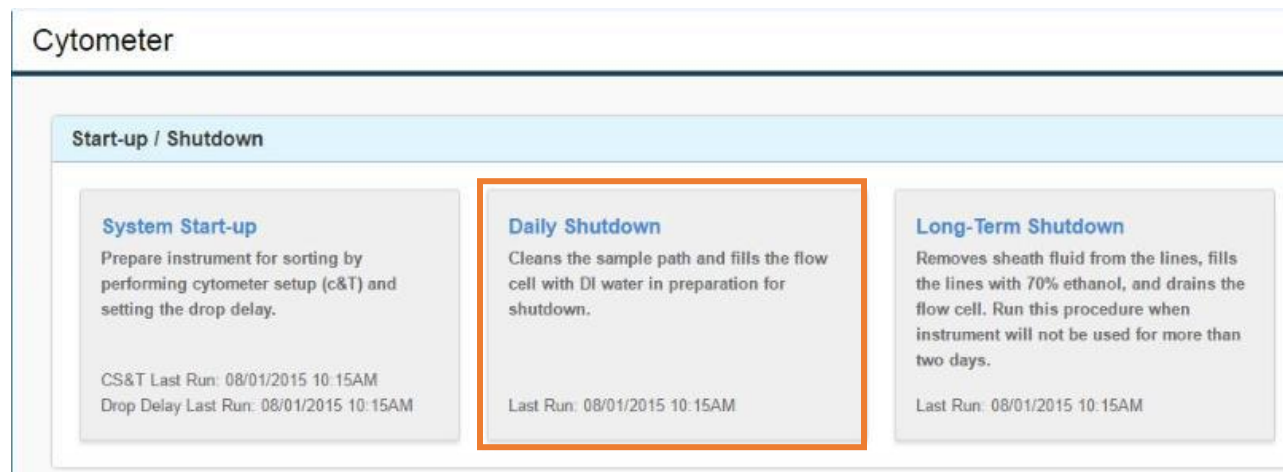 Cytometer
Start-up / Shutdown
System Start-up
Prepare instrument for sorting by
performing cytometer setup (c&T) and
setting the drop delay.
CS&T Last Run: 08/01/2015 10:15AM
Drop Delay Last Run: 08/01/2015 10:15AM
Daily Shutdown
Cleans the sample path and fills the flow
cell with DI water in preparation for
shutdown.
Last Run: 08/01/2015 10:15AM
Long-Term Shutdown
Removes sheath fluid from the lines, fills
the lines with 70% ethanol, and drains the
flow cell. Run this procedure when
instrument will not be used for more than
two days.
Last Run: 08/01/2015 10:15AM